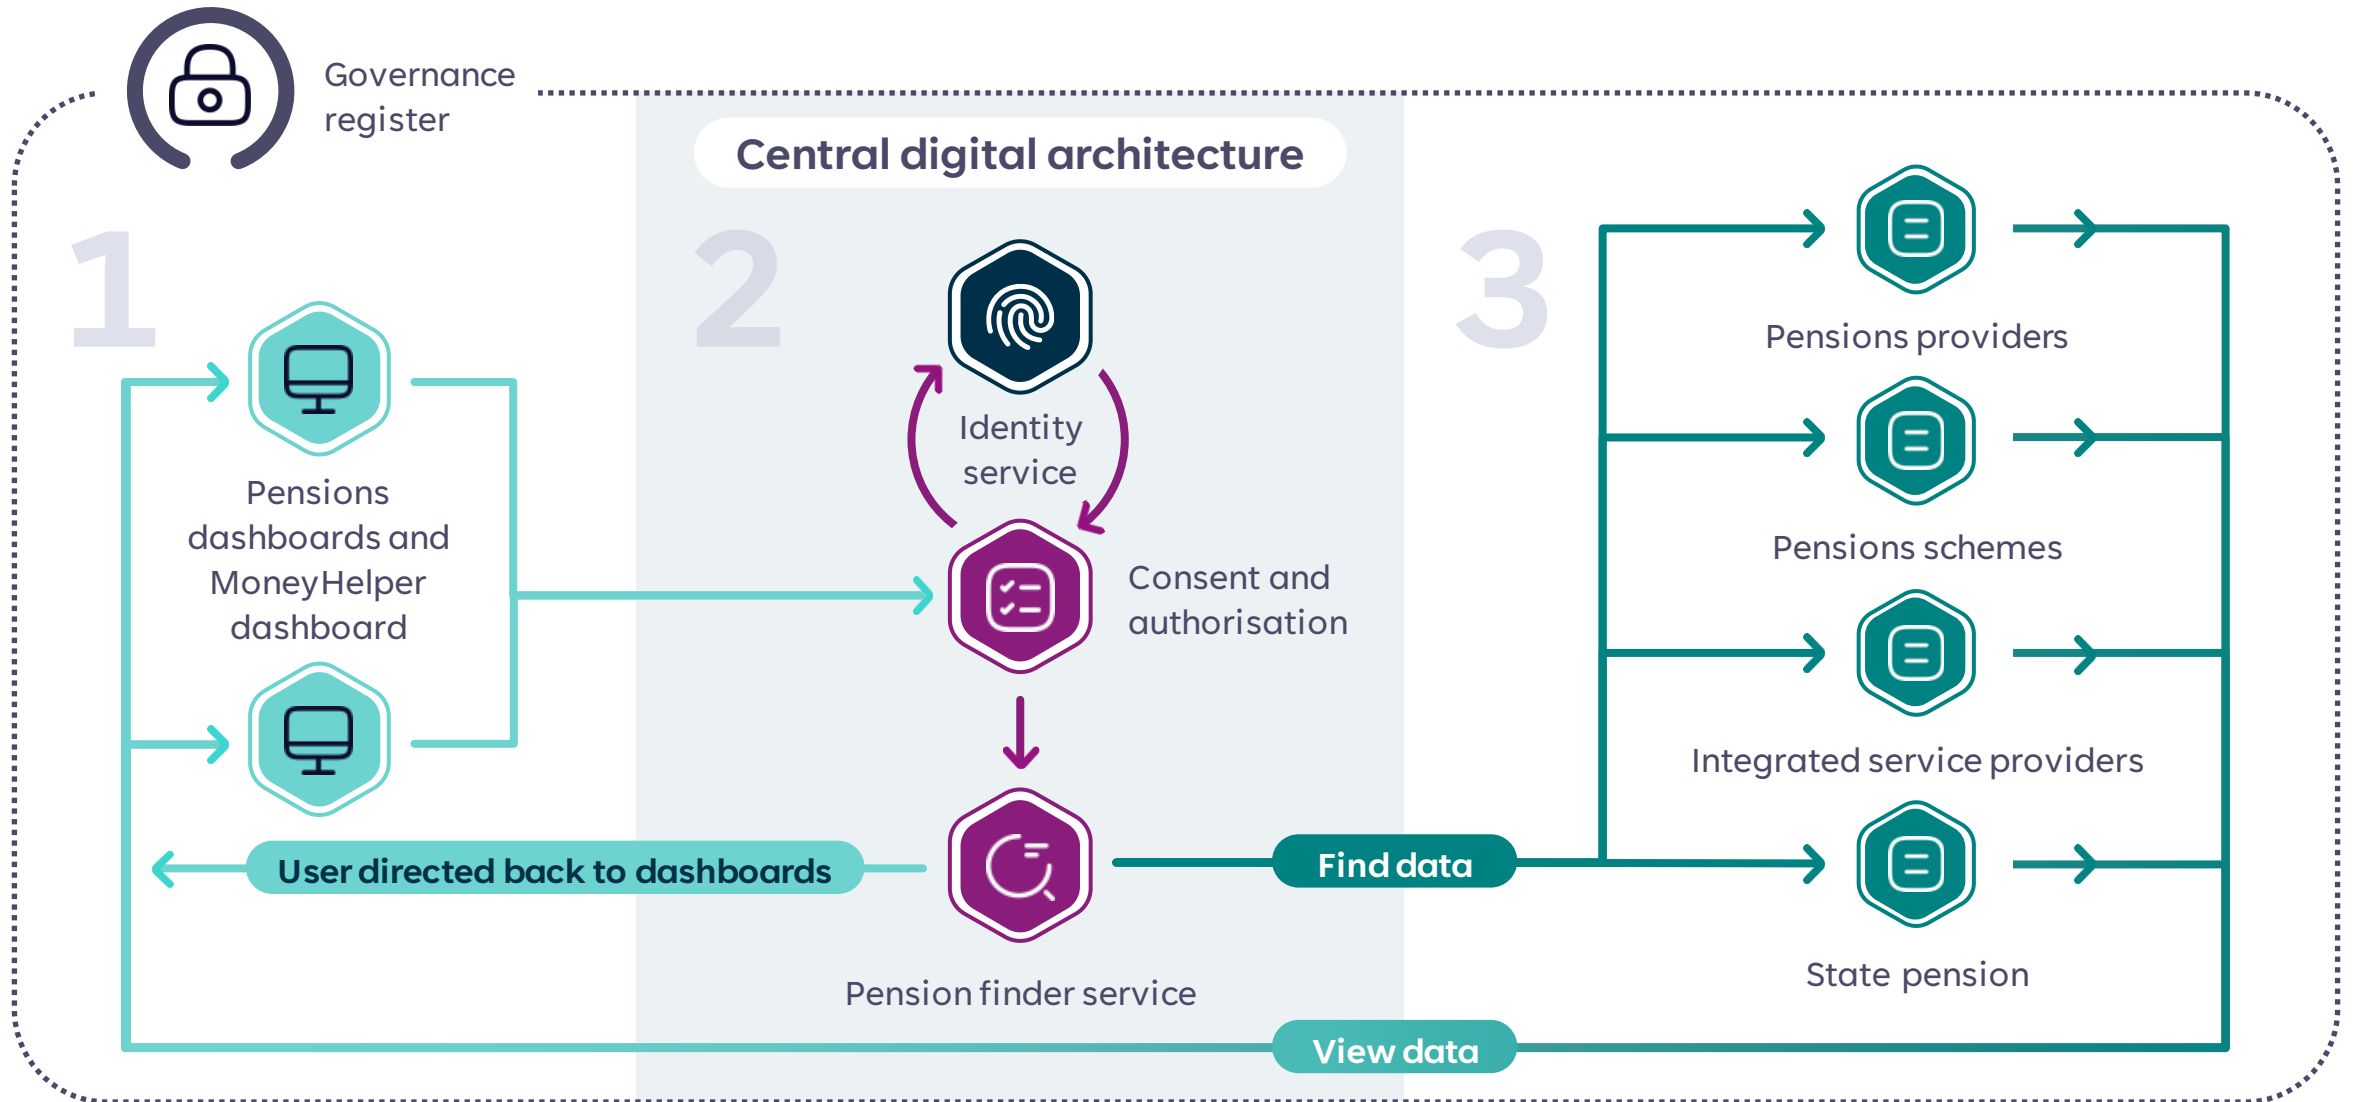 Governance
register
Central digital architecture
1
2
3
Pensions
dashboards and
MoneyHelper
dashboard
User directed back to dashboards
Identity
service
Consent and
authorisation
Pension finder service
Find data
View data
Pensions providers
Pensions schemes
Integrated service providers
State pension